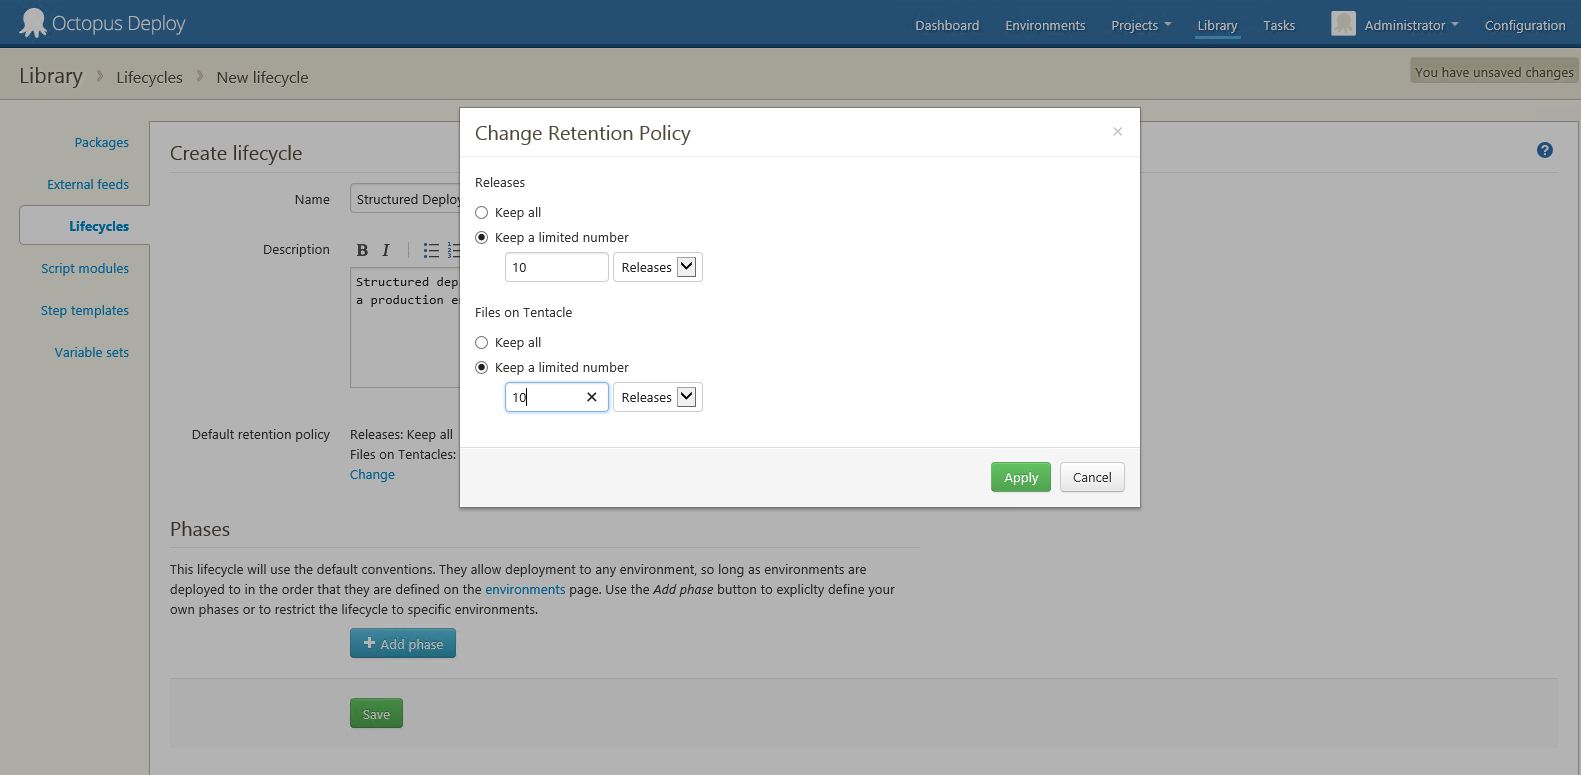 Octopus Deploy
Dashboard Environments Projects Library Tasks Administrator Configuration
Library Lifecycles New lifecycle
You have unsaved changes
Packages
External feeds
Lifecycles
Script modules
Step templates
Variable sets
Create lifecycle
Name Structured Deploy
Description B I
Structured dep
a production e
Default retention policy Releases: Keep all
Files on Tentacles:
Change
Change Retention Policy ×
Releases
Keep all
Keep a limited number
10 Releases
Files on Tentacle
Keep all
Keep a limited number
10 Releases
Apply Cancel
Phases
This lifecycle will use the default conventions. They allow deployment to any environment, so long as environments are
deployed to in the order that they are defined on the environments page. Use the Add phase button to expliclty define your
own phases or to restrict the lifecycle to specific environments.
+ Add phase
Save